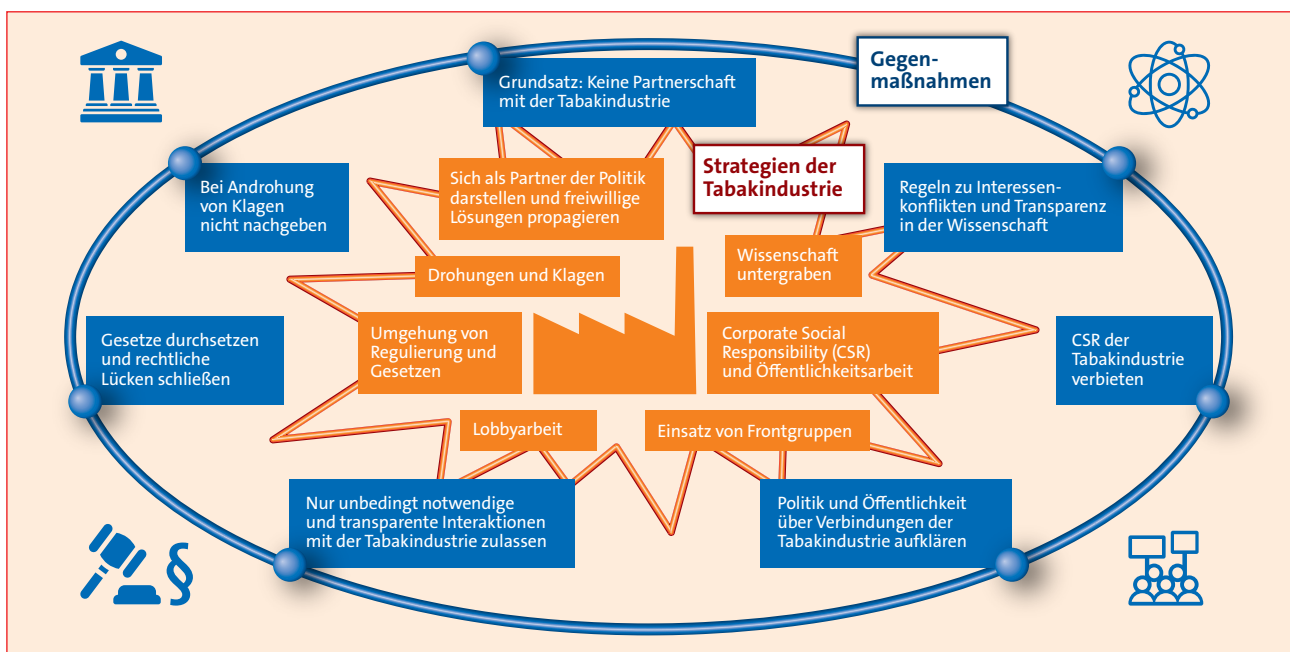 Gegen-
maßnahmen
Grundsatz: Keine Partnerschaft
mit der Tabakindustrie
Strategien der
Tabakindustrie
Bei Androhung
von Klagen
nicht nachgeben
Sich als Partner der Politik
darstellen und freiwillige
Lösungen propagieren
Regeln zu Interessen-
konflikten und Transparenz
in der Wissenschaft
Drohungen und Klagen
Wissenschaft
untergraben
Gesetze durchsetzen
und rechtliche
Lücken schließen
Umgehung von
Regulierung und
Gesetzen
Corporate Social
Responsibility (CSR)
und Öffentlichkeitsarbeit
CSR der
Tabakindustrie
verbieten
Lobbyarbeit
Einsatz von Frontgruppen
Nur unbedingt notwendige
und transparente Interaktionen
mit der Tabakindustrie zulassen
Politik und Öffentlichkeit
über Verbindungen der
Tabakindustrie aufklären
§